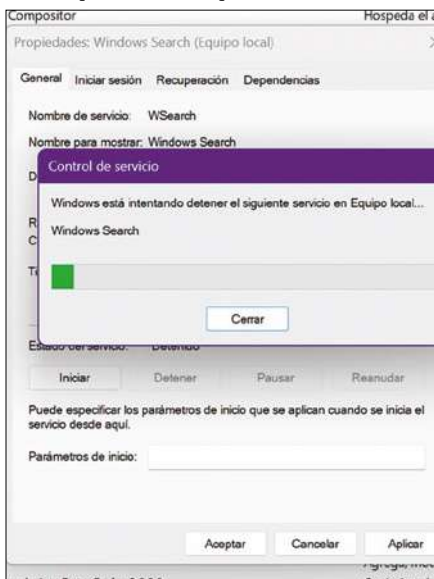 Compositor Hospeda el
Propiedades: Windows Search (Equipo local)
General Iniciar sesión Recuperación Dependencias
Nombre de servicio: WSearch
Nombre para mostrar: Windows Search
D
Control de servicio
Windows está intentando detener el siguiente servicio en Equipo local...
Windows Search
R
C
Cerrar
Estado del servicio: Detenido
Iniciar Detener Pausar Reanudar
Puede especificar los parámetros de inicio que se aplican cuando se inicia el
servicio desde aquí.
Parámetros de inicio:
Aceptar Cancelar Aplicar